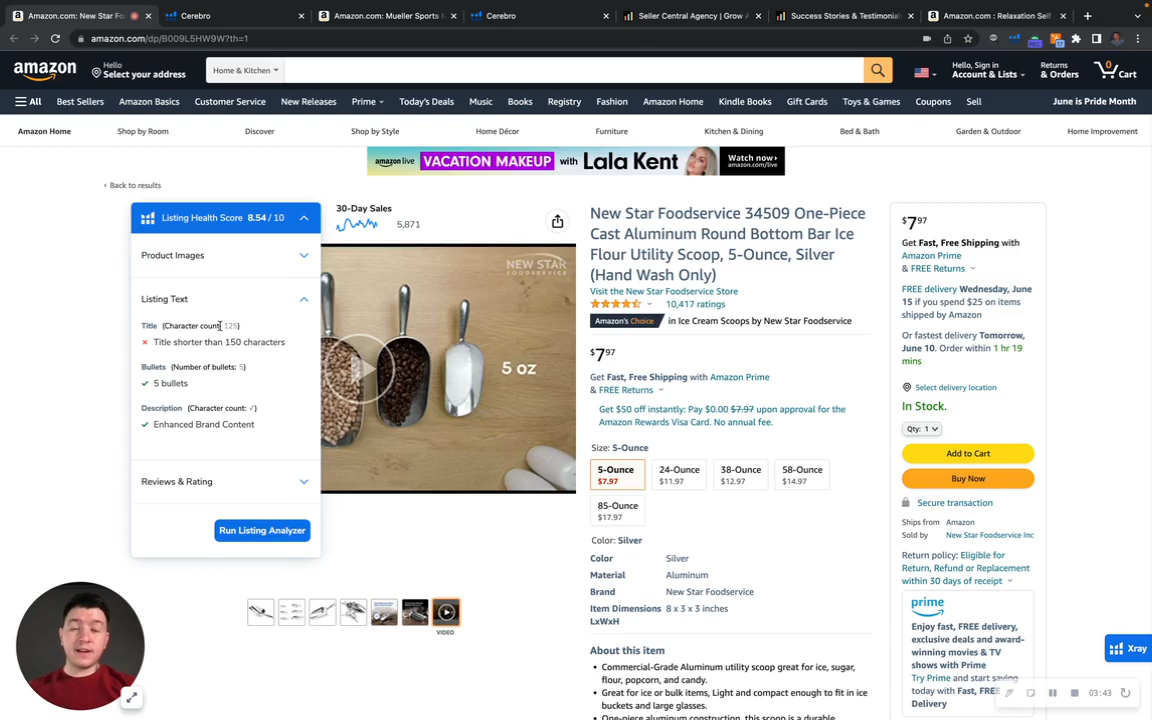 Amazon.com: New Star Fo
Cerebro
Amazon.com: Mueller Sports M
Cerebro
Seller Central Agency | Grow A
Success Stories & Testimonial
Amazon.com : Relaxation Self
amazon.com/dp/B009L5HW9W?th=1
amazon
Hello
Select your address
Home & Kitchen
Hello, Sign in
Account & Lists
Returns
& Orders
0
Cart
All
Best Sellers
Amazon Basics
Customer Service
New Releases
Prime
Today's Deals
Music
Books
Registry
Fashion
Amazon Home
Kindle Books
Gift Cards
Toys & Games
Coupons
Sell
June is Pride Month
Amazon Home
Shop by Room
Discover
Shop by Style
Home Décor
Furniture
Kitchen & Dining
Bed & Bath
Garden & Outdoor
Home Improvement
amazon live
VACATION MAKEUP with Lala Kent
Watch now
amazon.com/live
‹ Back to results
Listing Health Score 8.54 / 10
Product Images
Listing Text
Title (Character count: 125)
Title shorter than 150 characters
Bullets (Number of bullets: 5)
5 bullets
Description (Character count: √)
Enhanced Brand Content
Reviews & Rating
Run Listing Analyzer
30-Day Sales
5,871
NEW STAR
FOODSERVICE
5 oz
VIDEO
New Star Foodservice 34509 One-Piece
Cast Aluminum Round Bottom Bar Ice
Flour Utility Scoop, 5-Ounce, Silver
(Hand Wash Only)
Visit the New Star Foodservice Store
10,417 ratings
Amazon's Choice in Ice Cream Scoops by New Star Foodservice
$7.97
Get Fast, Free Shipping with Amazon Prime
& FREE Returns
Get $50 off instantly: Pay $0.00 $7.97 upon approval for the
Amazon Rewards Visa Card. No annual fee.
Size: 5-Ounce
5-Ounce
$7.97
24-Ounce
$11.97
38-Ounce
$12.97
58-Ounce
$14.97
85-Ounce
$17.97
Color: Silver
Color Silver
Material Aluminum
Brand New Star Foodservice
Item Dimensions 8 x 3 x 3 inches
LxWxH
About this item
• Commercial-Grade Aluminum utility scoop great for ice, sugar,
flour, popcorn, and candy.
• Great for ice or bulk items, Light and compact enough to fit in ice
buckets and large glasses.
• One-piece aluminum construction, this scoop is a durable
$7.97
Get Fast, Free Shipping with
Amazon Prime
& FREE Returns
FREE delivery Wednesday, June
15 if you spend $25 on items
shipped by Amazon
Or fastest delivery Tomorrow,
June 10. Order within 1 hr 19
mins
Select delivery location
In Stock.
Qty: 1
Add to Cart
Buy Now
Secure transaction
Ships from Amazon
Sold by New Star Foodservice Inc
Return policy: Eligible for
Return, Refund or Replacement
within 30 days of receipt
prime
Enjoy fast, FREE delivery,
exclusive deals and award-
winning movies & TV
shows with Prime
Try Prime and start saving
today with Fast, FREE
Delivery
Xray
03:43